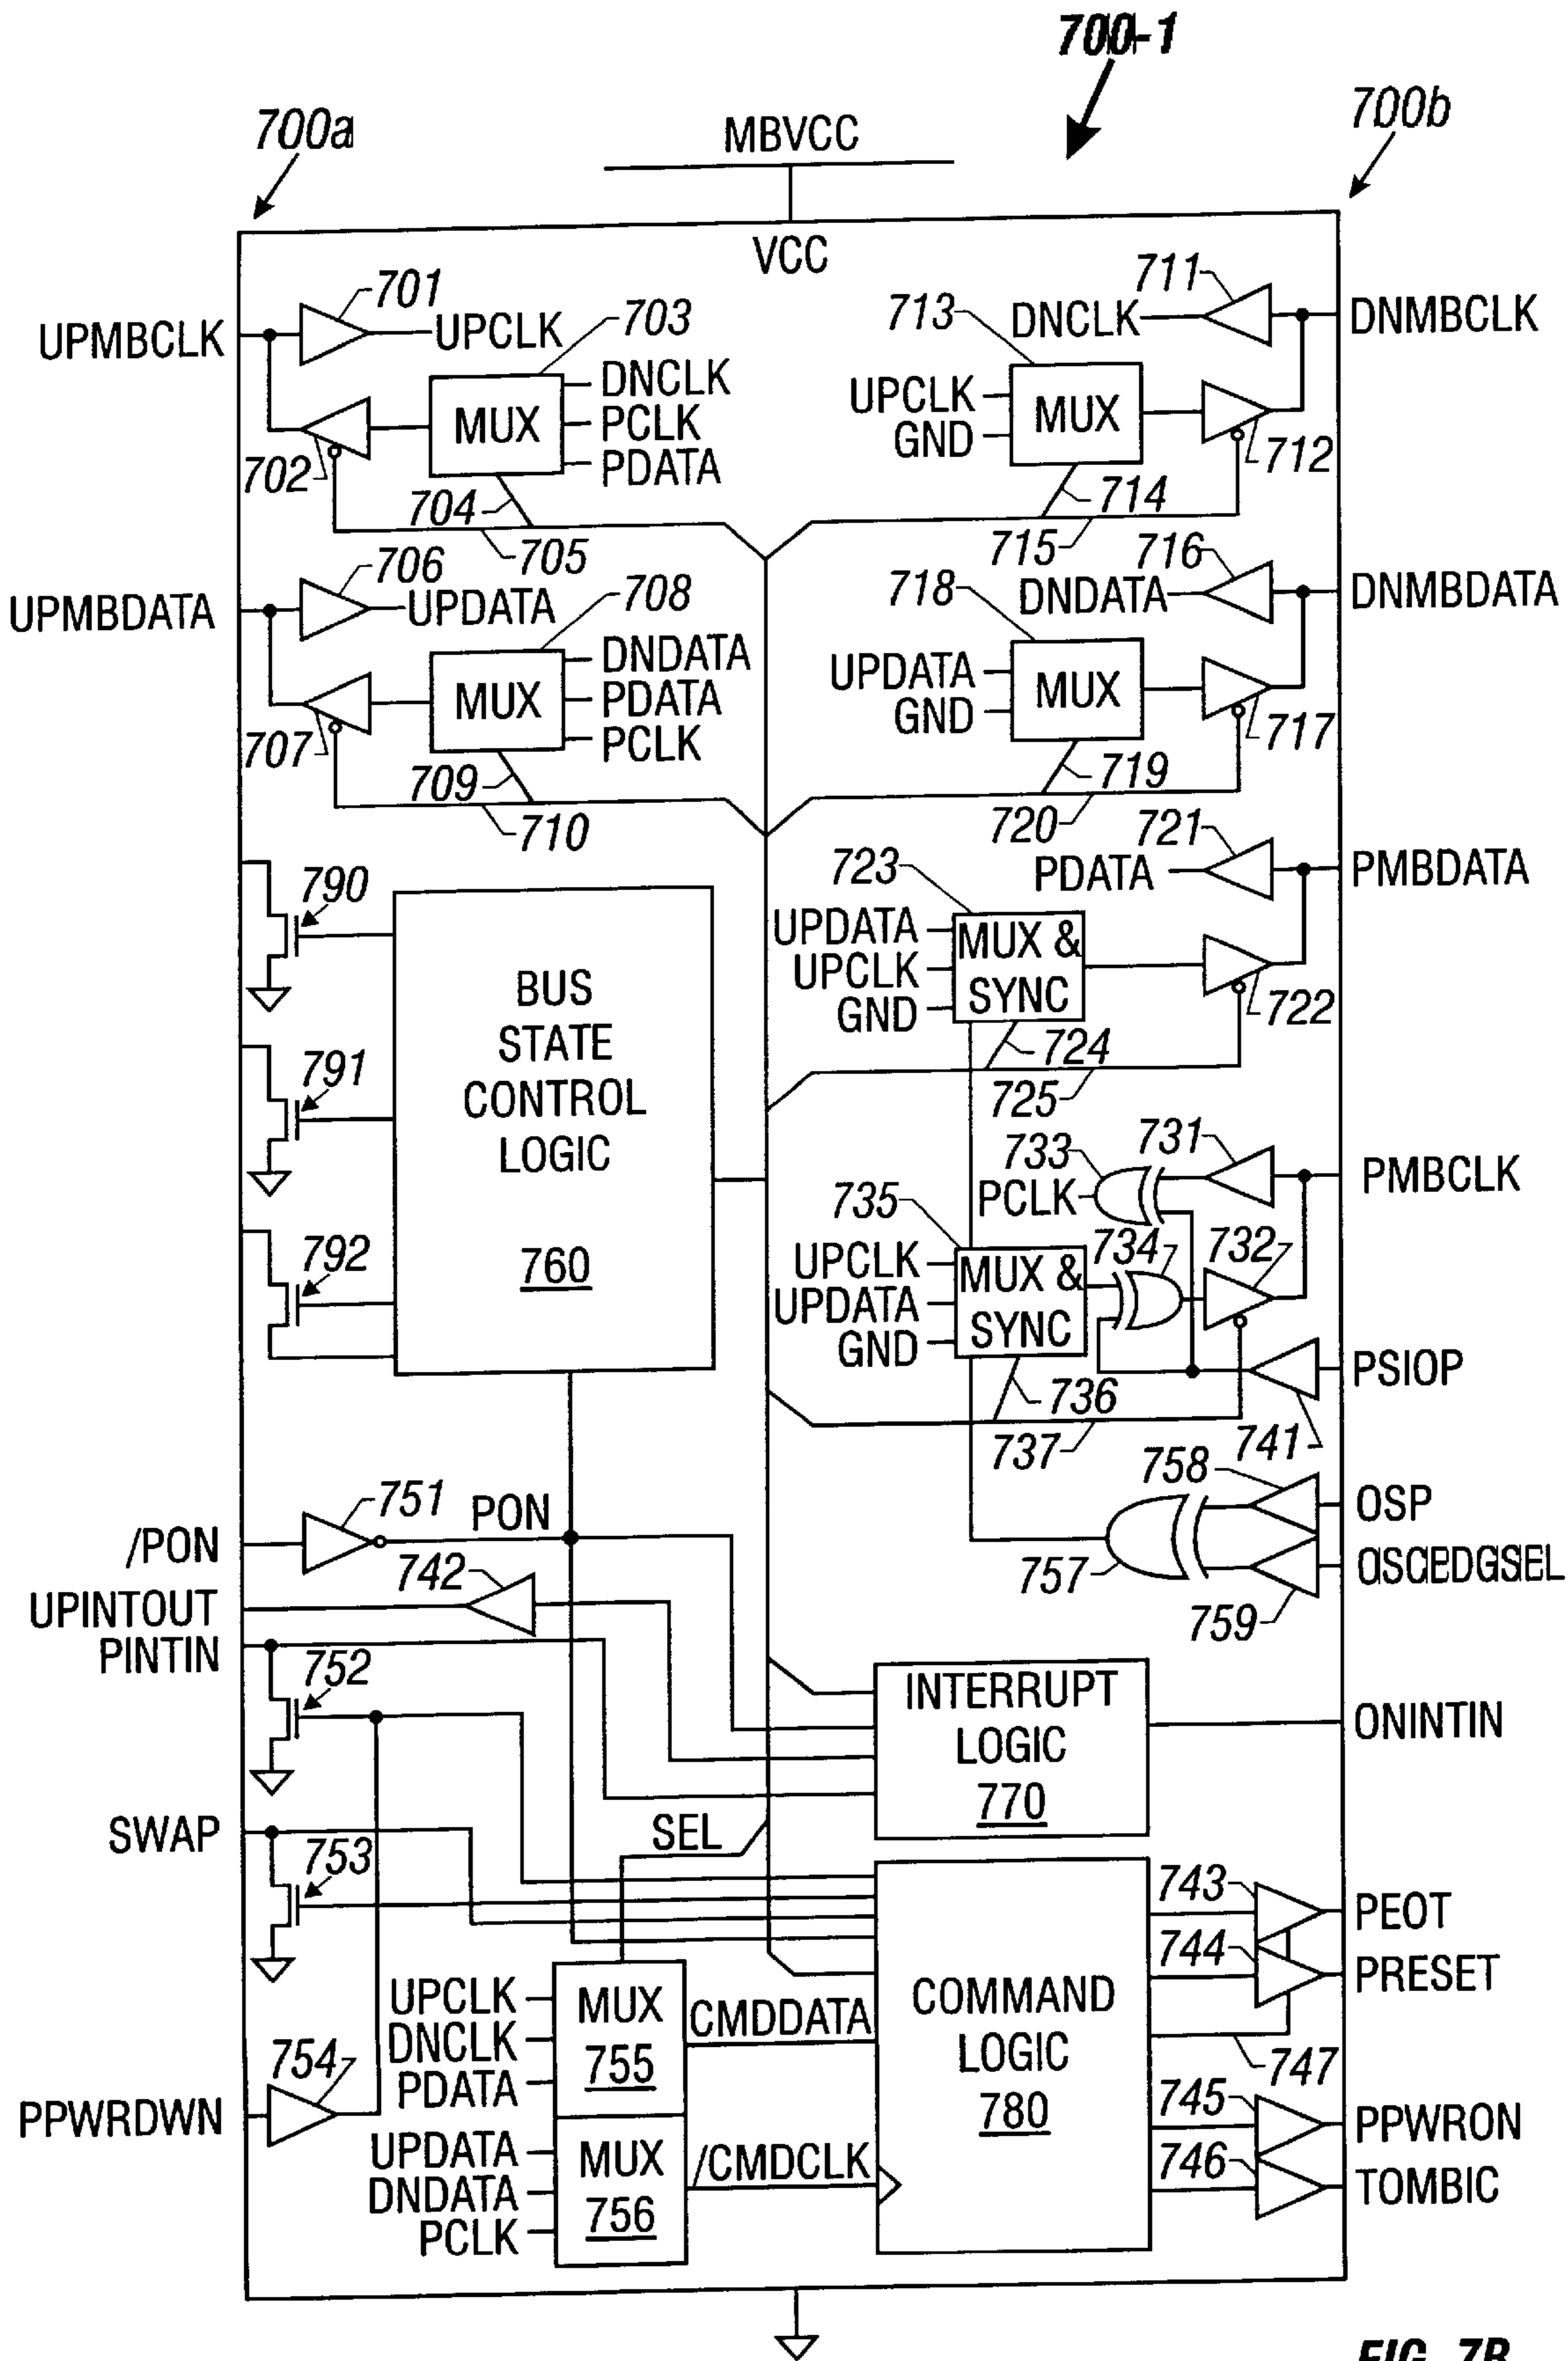 700-1
700a
700b
MBVCC
VCC
701
UPMBCLK
UPCLK
703
DNCLK
PCLK
PDATA
MUX
702
704
705
713
711
DNCLK
DNMBCLK
UPCLK
GND
MUX
712
714
715
706
UPMBDATA
UPDATA
708
DNDATA
PDATA
PCLK
MUX
707
709
710
718
716
DNDATA
DNMBDATA
UPDATA
GND
MUX
717
719
720
790
791
792
BUS
STATE
CONTROL
LOGIC
760
723
721
PDATA
PMBDATA
UPDATA
UPCLK
GND
MUX &
SYNC
722
724
725
733
731
PCLK
PMBCLK
735
734
732
UPCLK
UPDATA
GND
MUX &
SYNC
PSIOP
736
737
741
758
OSP
757
759
751
PON
/PON
742
UPINTOUT
PINTIN
752
INTERRUPT
LOGIC
770
ONINTIN
SWAP
753
SEL
743
PEOT
744
PRESET
UPCLK
DNCLK
PDATA
MUX
755
CMDDATA
COMMAND
LOGIC
780
747
754
PPWRDWN
745
PPWRON
UPDATA
DNDATA
PCLK
MUX
756
/CMDCLK
746
TOMBIC
FIG. 7B